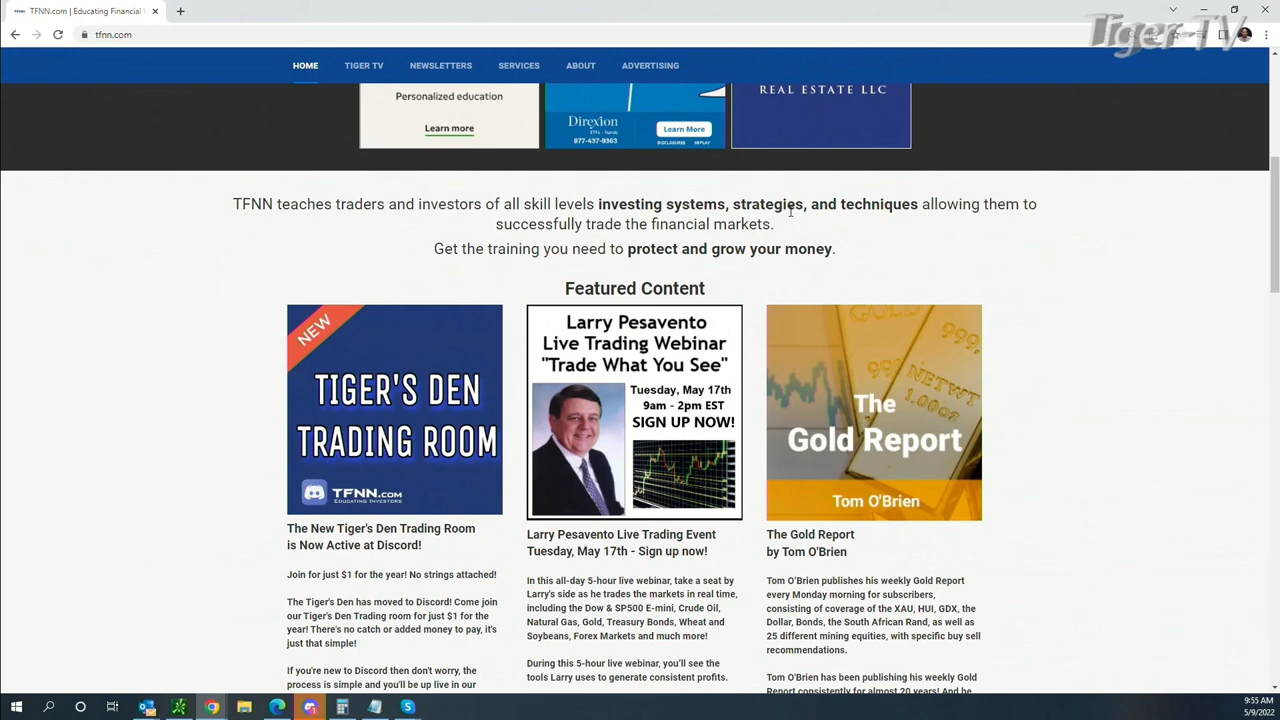 TFNN.com | Educating Financial
Tiger TV
tfnn.com
HOME TIGER TV NEWSLETTERS SERVICES ABOUT ADVERTISING
Personalized education
Learn more
Direxion
877-437-9363
Learn More
REAL ESTATE LLC
TFNN teaches traders and investors of all skill levels investing systems, strategies, and techniques allowing them to
successfully trade the financial markets.
Get the training you need to protect and grow your money.
Featured Content
NEW
TIGER'S DEN
TRADING ROOM
TFNN.com
EDUCATING INVESTORS
The New Tiger's Den Trading Room
is Now Active at Discord!
Join for just $1 for the year! No strings attached!
The Tiger's Den has moved to Discord! Come join
our Tiger's Den Trading room for just $1 for the
year! There's no catch or added money to pay, it's
just that simple!
If you're new to Discord then don't worry, the
process is simple and you'll be up live in our
Larry Pesavento
Live Trading Webinar
"Trade What You See"
Tuesday, May 17th
9am - 2pm EST
SIGN UP NOW!
Larry Pesavento Live Trading Event
Tuesday, May 17th - Sign up now!
In this all-day 5-hour live webinar, take a seat by
Larry's side as he trades the markets in real time,
including the Dow & SP500 E-mini, Crude Oil,
Natural Gas, Gold, Treasury Bonds, Wheat and
Soybeans, Forex Markets and much more!
During this 5-hour live webinar, you'll see the
tools Larry uses to generate consistent profits.
GOLD
999,
NETWT
1.000oz
The
Gold Report
Tom O'Brien
The Gold Report
by Tom O'Brien
Tom O'Brien publishes his weekly Gold Report
every Monday morning for subscribers,
consisting of coverage of the XAU, HUI, GDX, the
Dollar, Bonds, the South African Rand, as well as
25 different mining equities, with specific buy sell
recommendations.
Tom O'Brien has been publishing his weekly Gold
Report consistently for almost 20 years! And he
9:55 AM
5/9/2022